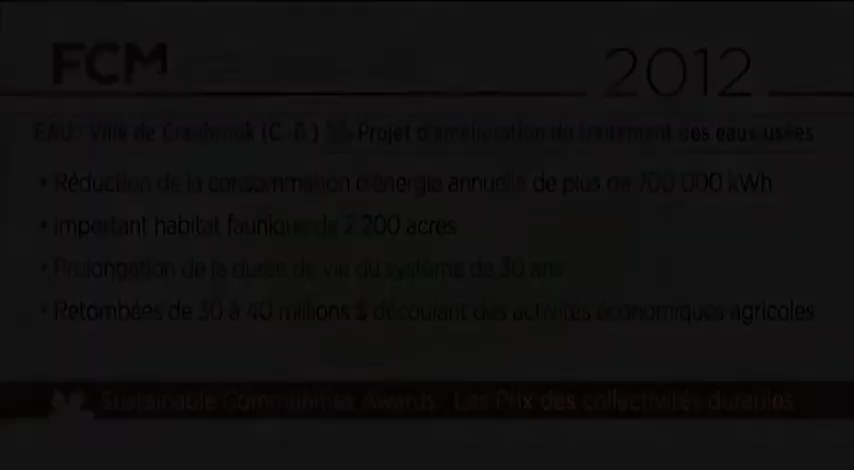 FCM
2012
EAU : Ville de Cranbrook (C.-B.) Projet d'amélioration du traitement des eaux usées
• Réduction de la consommation d'énergie annuelle de plus de 700 000 kWh
• Important habitat faunique de 2 200 acres
• Prolongation de la durée de vie du système de 30 ans
• Retombées de 30 à 40 millions $ découlant des activités économiques agricoles
Sustainable Communities Awards Les Prix des collectivités durables